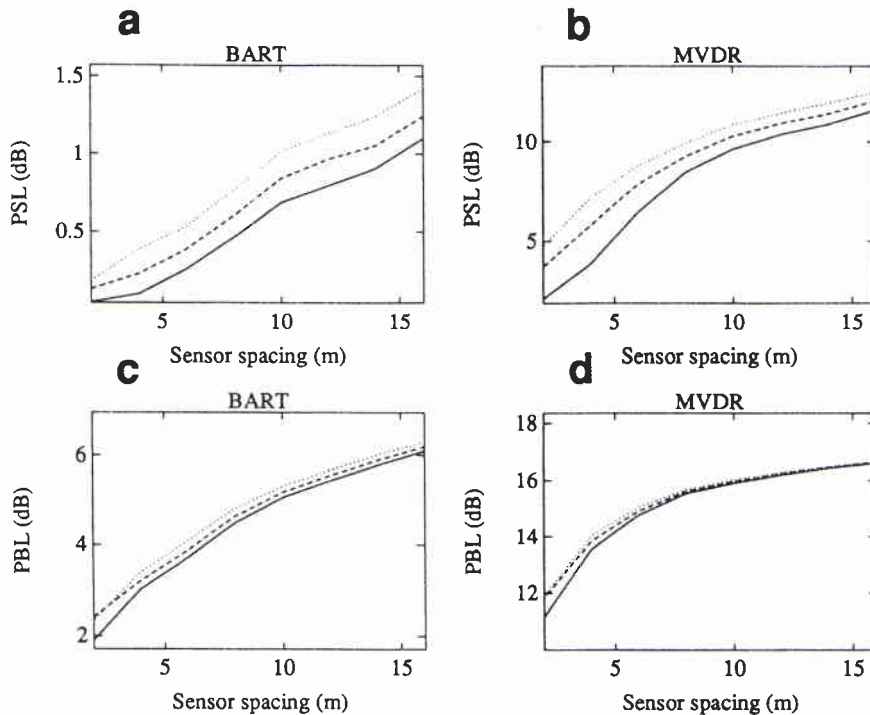 a
BART
1.5
1
0.5
PSL (dB)
5 10 15
Sensor spacing (m)
b
MVDR
10
5
PSL (dB)
5 10 15
Sensor spacing (m)
c
BART
6
4
2
PBL (dB)
5 10 15
Sensor spacing (m)
d
MVDR
18
16
14
12
PBL (dB)
5 10 15
Sensor spacing (m)